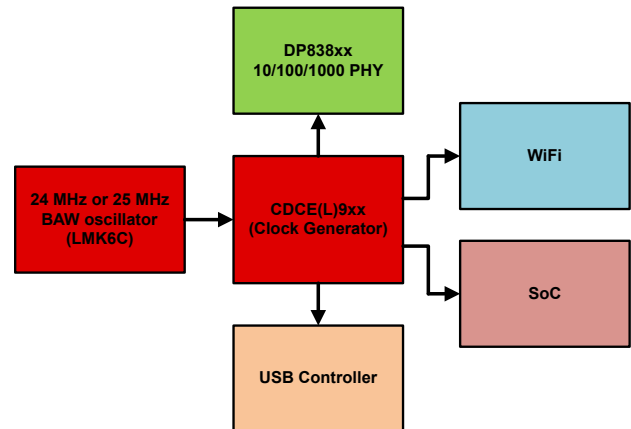 DP838xx
10/100/1000 PHY
WiFi
24 MHz or 25 MHz
BAW oscillator
(LMK6C)
CDCE(L)9xx
(Clock Generator)
SoC
USB Controller